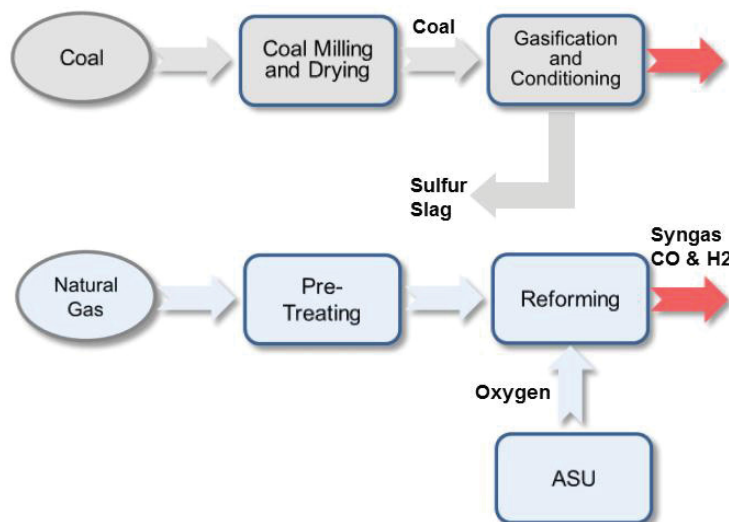 Coal
Coal Milling
and Drying
Coal
Gasification
and
Conditioning
Sulfur
Slag
Natural
Gas
Pre-
Treating
Reforming
Syngas
CO & H2
Oxygen
ASU